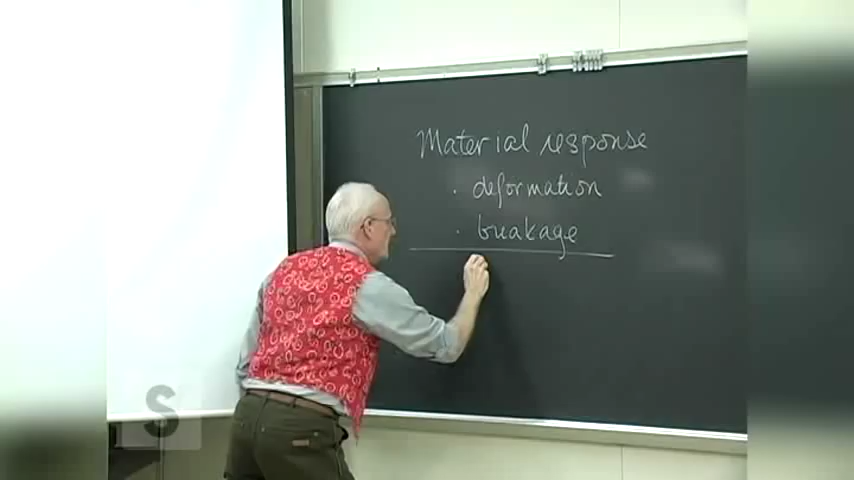 Material response
· deformation
· breakage
S